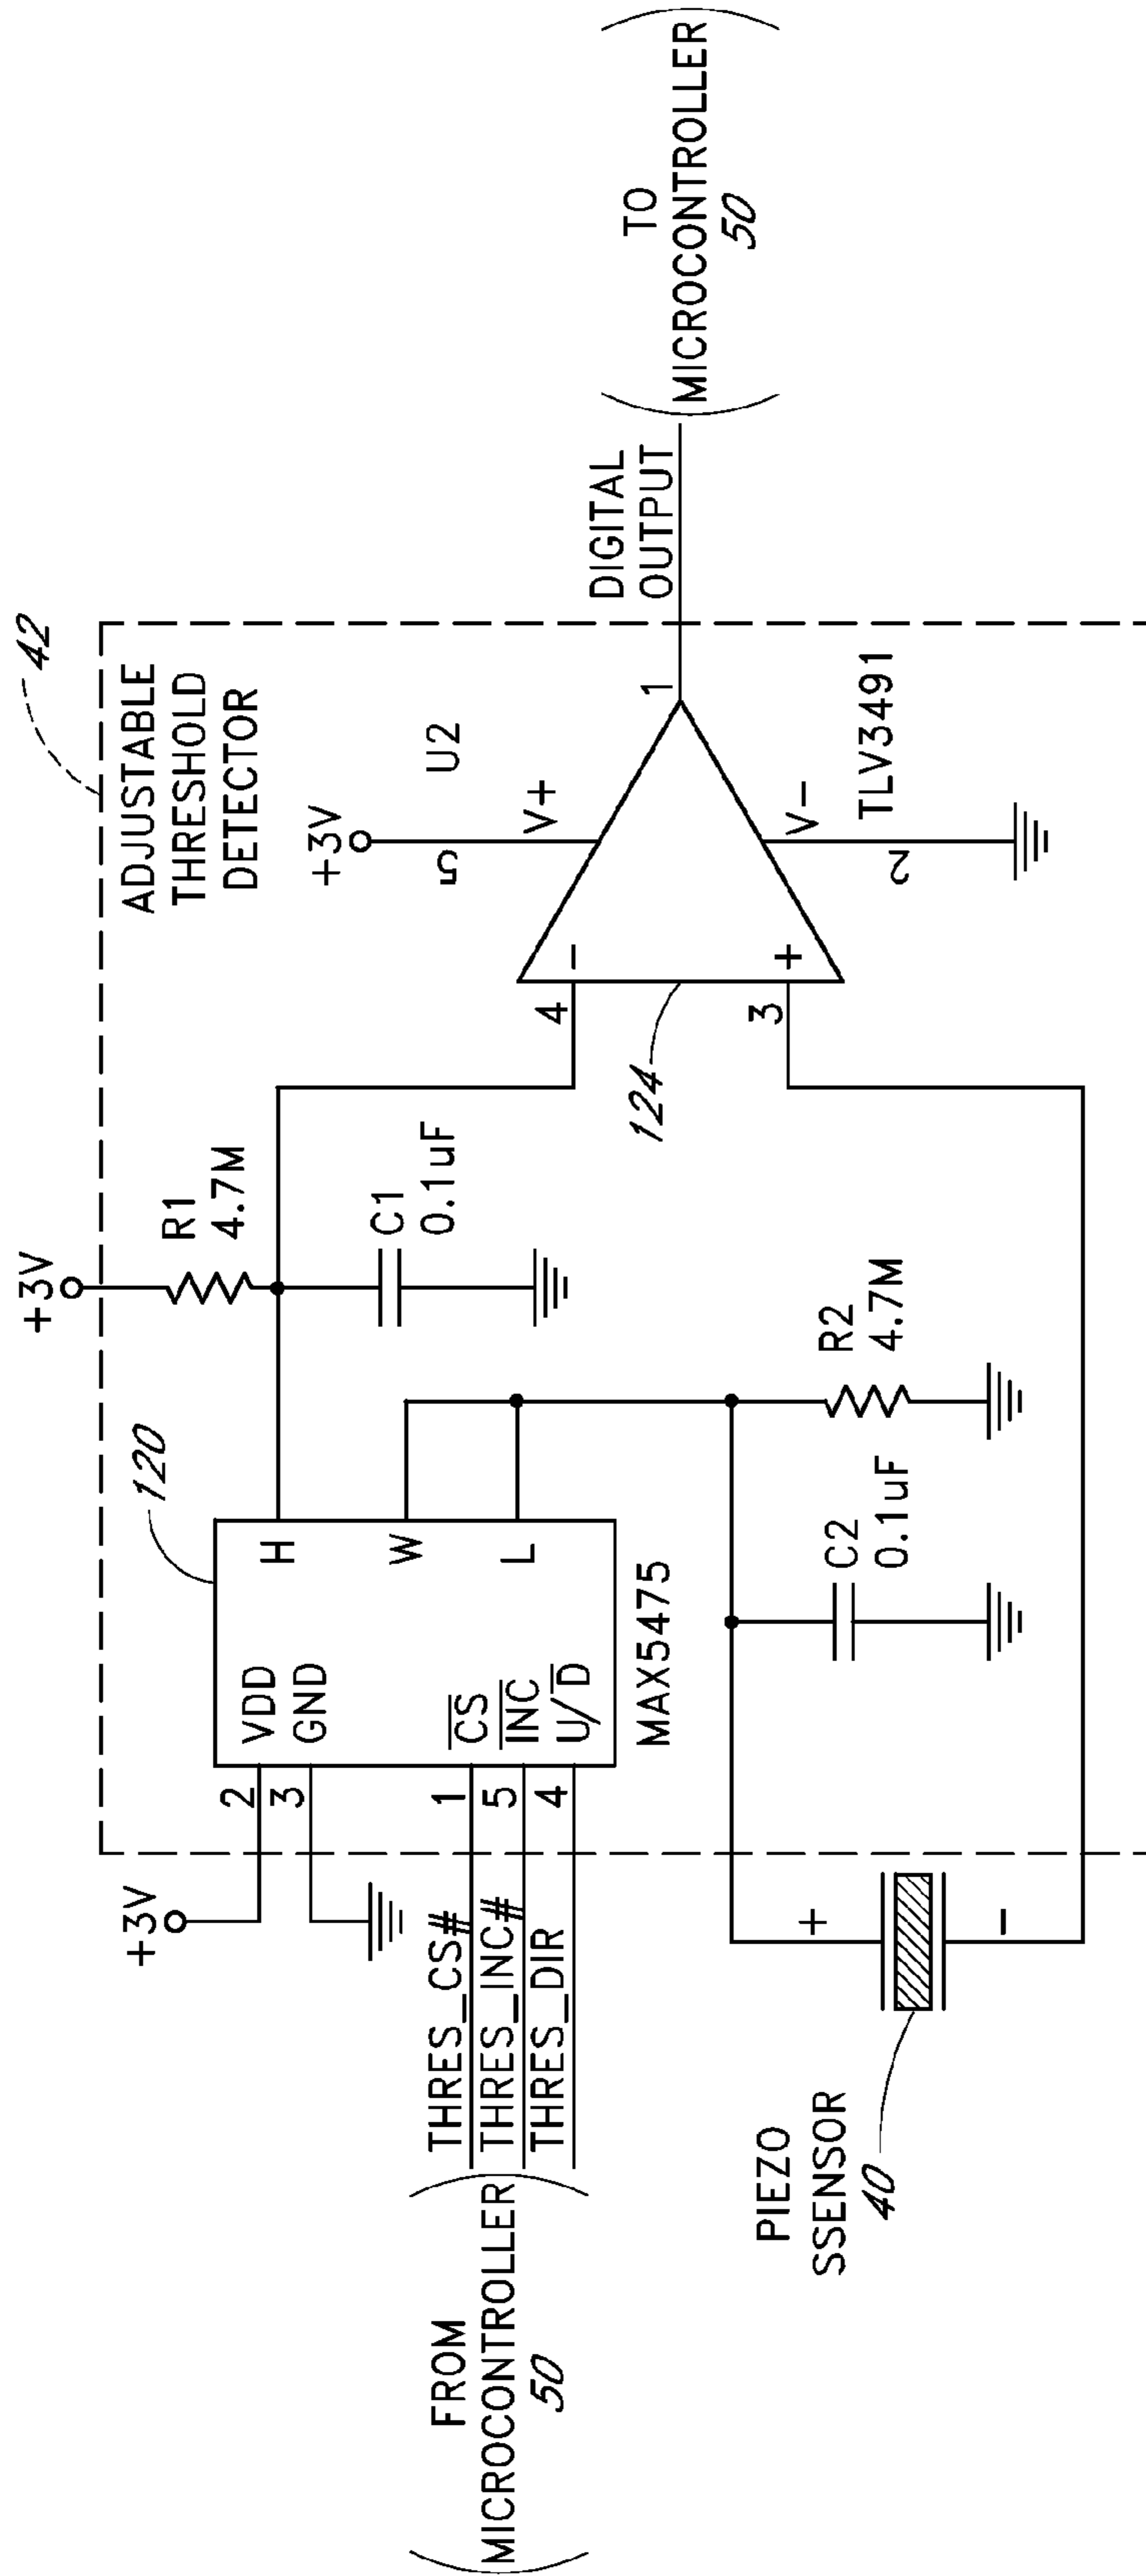 42
ADJUSTABLE
THRESHOLD
DETECTOR
+3V
R1
4.7M
C1
0.1uF
120
+3V
2
3
VDD
GND
H
W
L
CS
INC
U/D
1
5
4
MAX5475
FROM
MICROCONTROLLER
50
THRES_CS#
THRES_INC#
THRES_DIR
+3V
5
V+
U2
4
-
124
3
+
V-
2
TLV3491
1
DIGITAL
OUTPUT
TO
MICROCONTROLLER
50
R2
4.7M
C2
0.1uF
PIEZO
SSENSOR
40
+
-